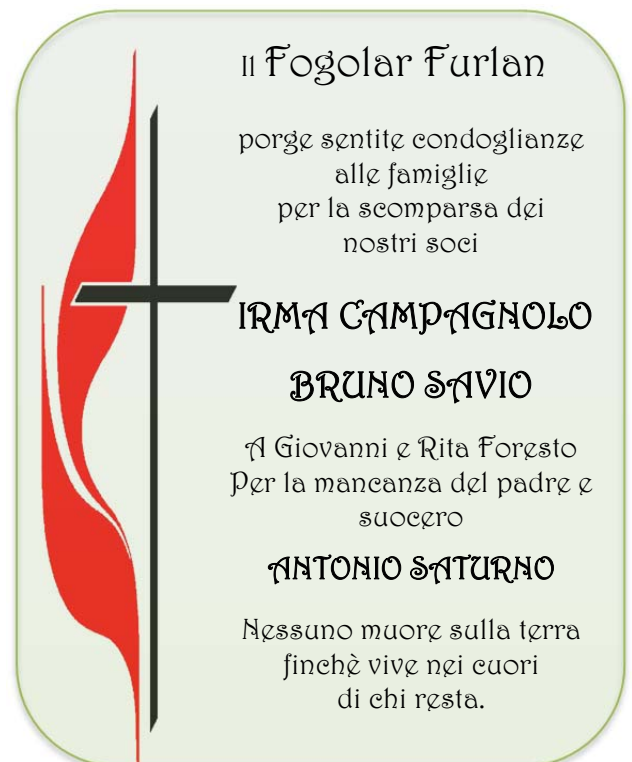 Il Fogolar Furlan
porge sentite condoglianze
alle famiglie
per la scomparsa dei
nostri soci
IRMA CAMPAGNOLO
BRUNO SAVIO
A Giovanni e Rita Foresto
Per la mancanza del padre e
suocero
ANTONIO SATURNO
Nessuno muore sulla terra
finchè vive nei cuori
di chi resta.